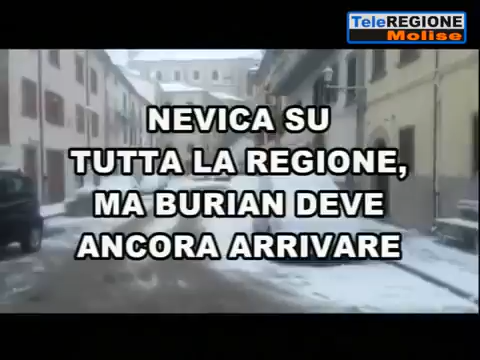 TeleREGIONE
Molise
NEVICA SU
TUTTA LA REGIONE,
MA BURIAN DEVE
ANCORA ARRIVARE